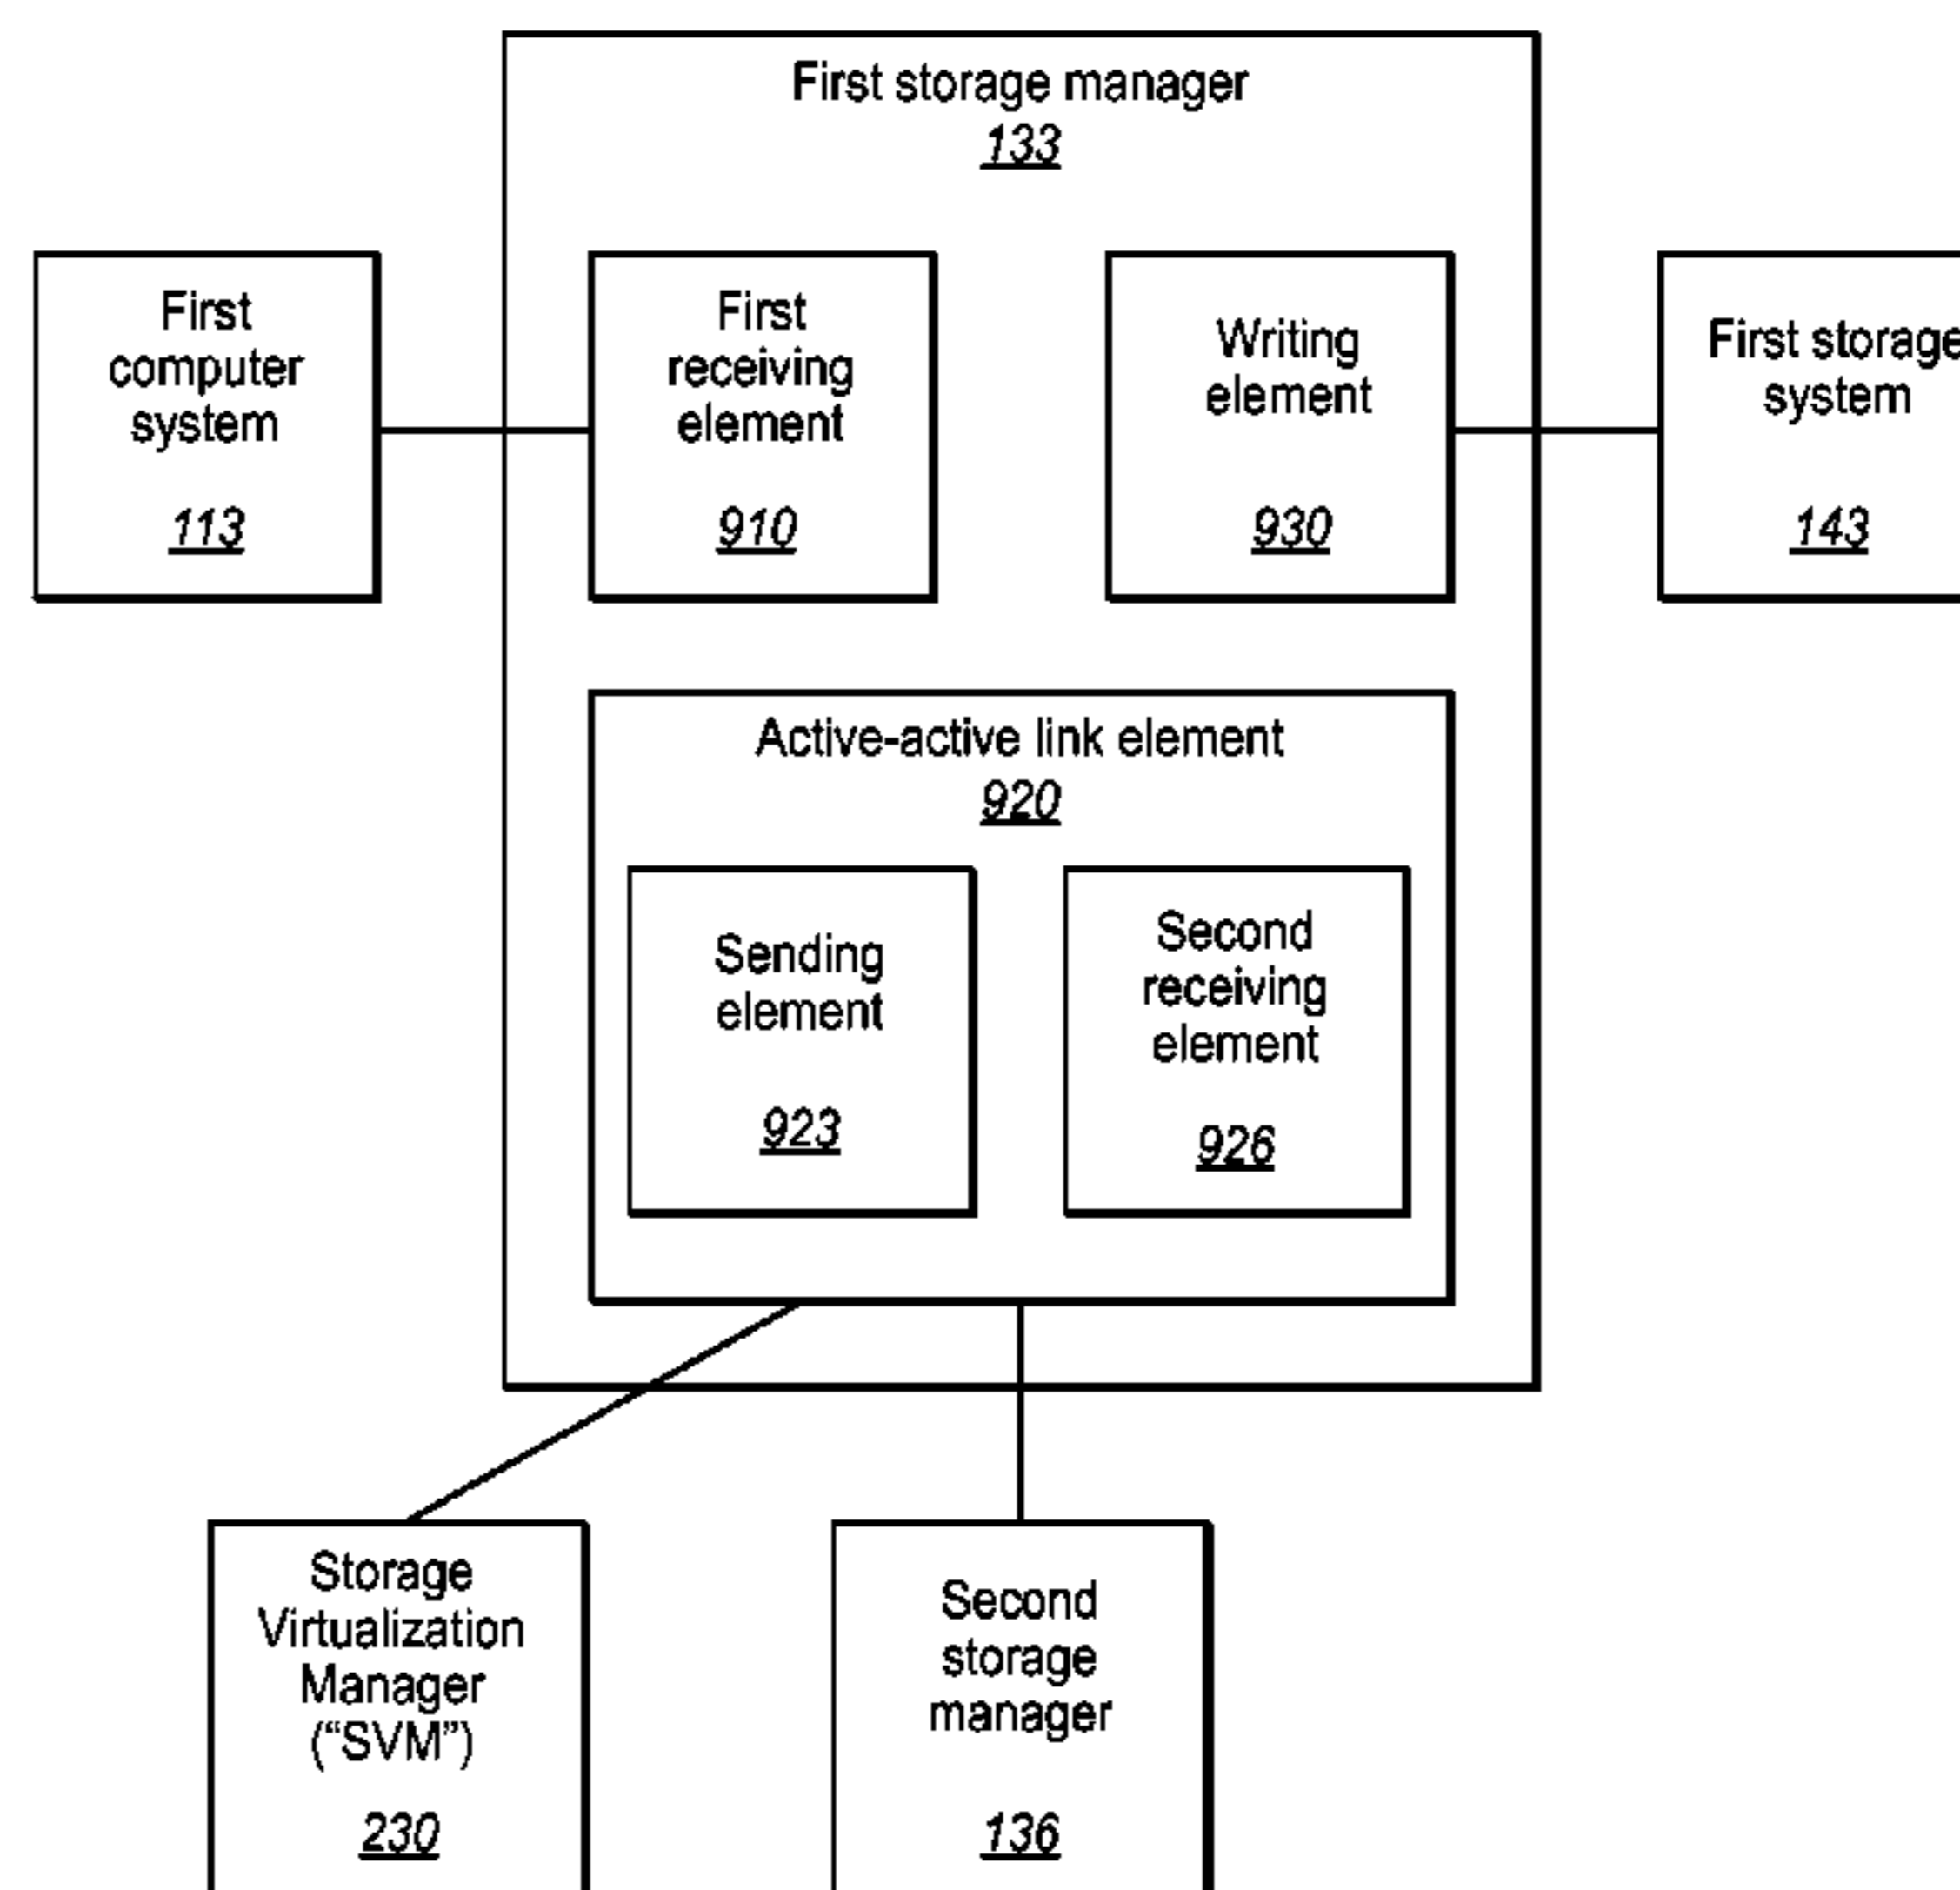 First storage manager
133
First
computer
system
113
First
receiving
element
910
Writing
element
930
First storage
system
143
Active-active link element
920
Sending
element
923
Second
receiving
element
926
Storage
Virtualization
Manager
(“SVM”)
230
Second
storage
manager
136